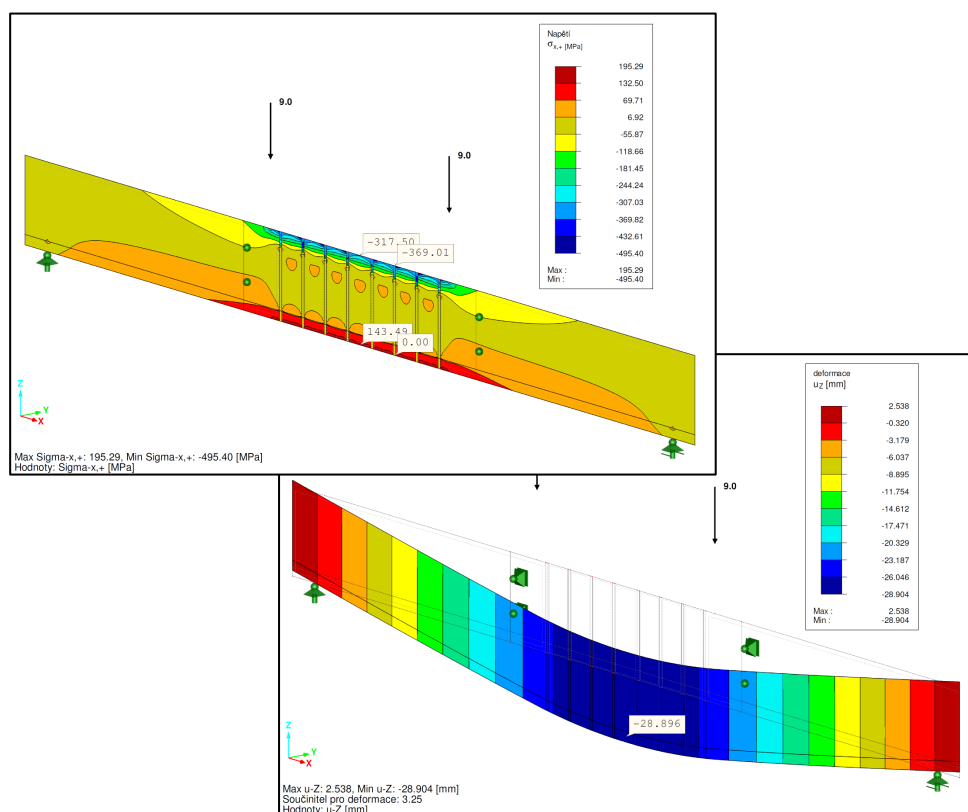 Napětí
σx,+ [MPa]
195.29
132.50
69.71
6.92
-55.87
-118.66
-181.45
-244.24
-307.03
-369.82
-432.61
-495.40
Max : 195.29
Min : -495.40
9.0
9.0
-317.50
-369.01
143.49
0.00
Z
Y
X
Max Sigma-x,+: 195.29, Min Sigma-x,+: -495.40 [MPa]
Hodnoty: Sigma-x,+ [MPa]
deformace
uZ [mm]
2.538
-0.320
-3.179
-6.037
-8.895
-11.754
-14.612
-17.471
-20.329
-23.187
-26.046
-28.904
Max : 2.538
Min : -28.904
9.0
-28.896
Z
Y
X
Max u-Z: 2.538, Min u-Z: -28.904 [mm]
Součinitel pro deformace: 3.25
Hodnoty: u-Z [mm]